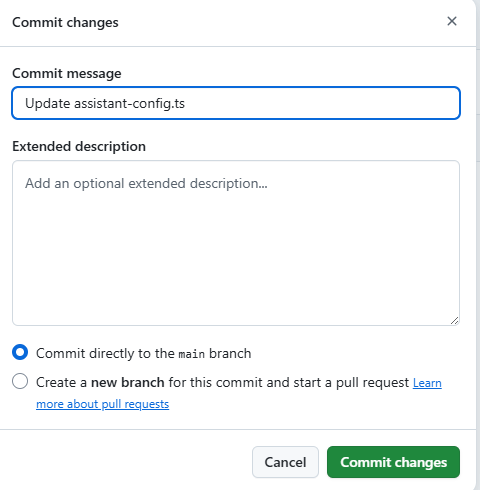 Commit changes
Commit message
Update assistant-config.ts
Extended description
Add an optional extended description...
Commit directly to the main branch
Create a new branch for this commit and start a pull request Learn
more about pull requests
Cancel
Commit changes